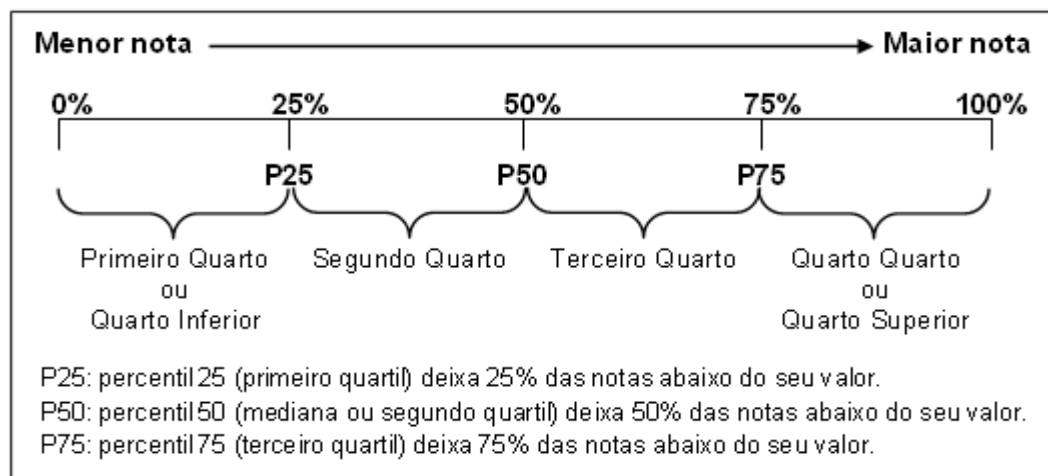 Menor nota Maior nota
0% 25% 50% 75% 100%
P25 P50 P75
Primeiro Quarto Segundo Quarto Terceiro Quarto Quarto Quarto
ou ou
Quarto Inferior Quarto Superior
P25: percentil 25 (primeiro quartil) deixa 25% das notas abaixo do seu valor.
P50: percentil 50 (mediana ou segundo quartil) deixa 50% das notas abaixo do seu valor.
P75: percentil 75 (terceiro quartil) deixa 75% das notas abaixo do seu valor.